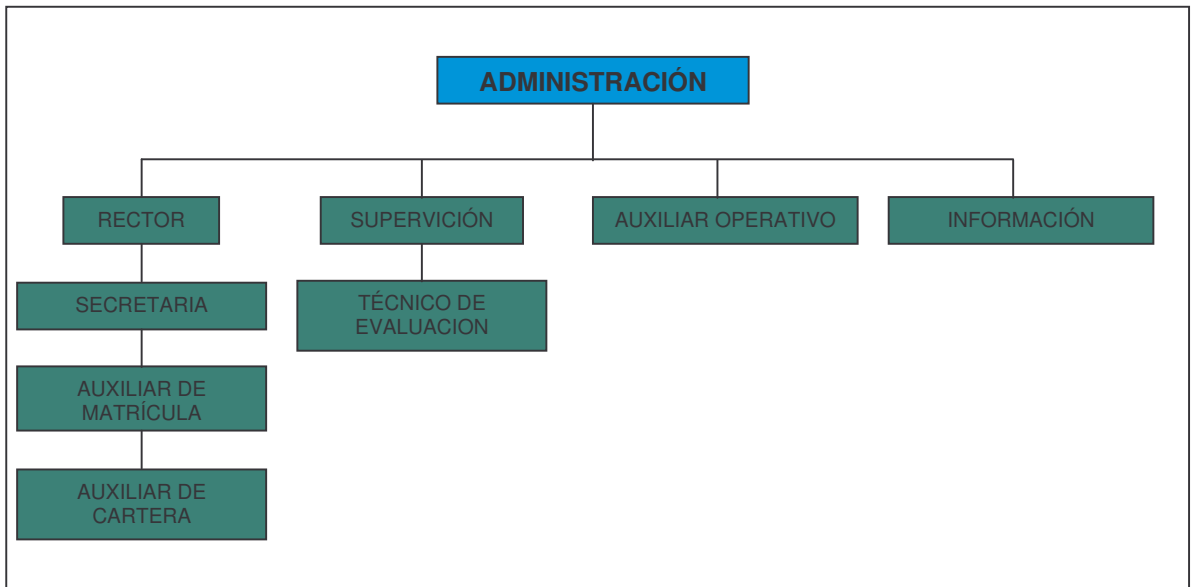 ADMINISTRACIÓN
RECTOR
SUPERVICIÓN
AUXILIAR OPERATIVO
INFORMACIÓN
SECRETARIA
TÉCNICO DE
EVALUACION
AUXILIAR DE
MATRÍCULA
AUXILIAR DE
CARTERA